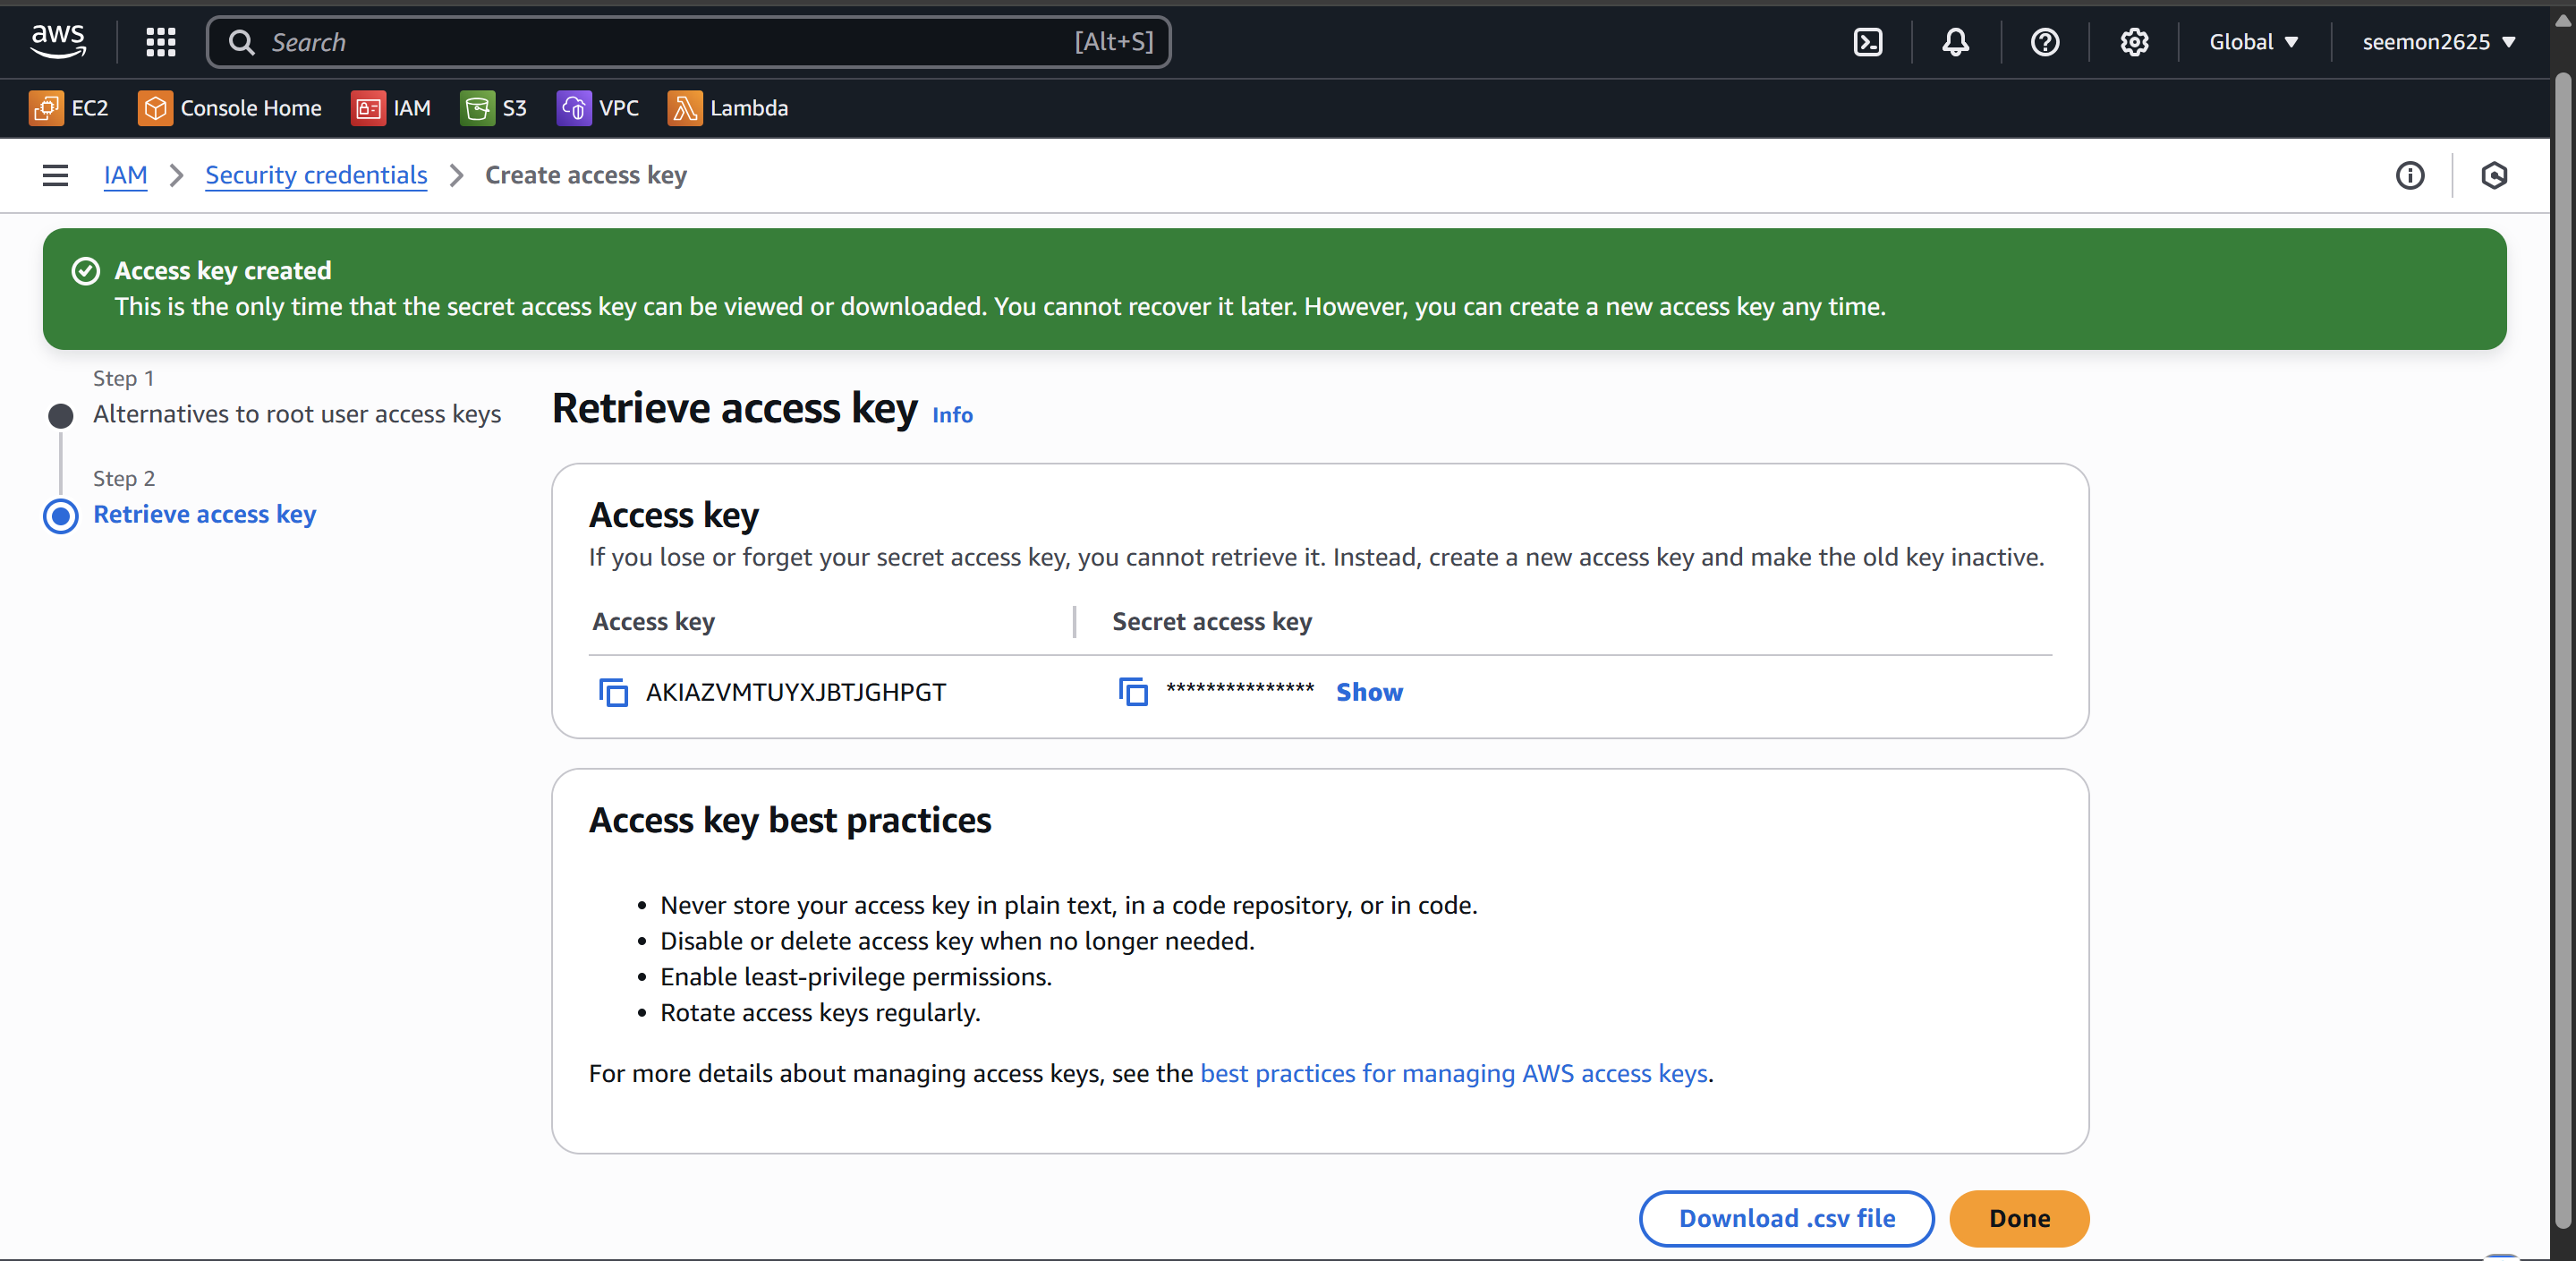 aws
Search [Alt+S]
Global
seemon2625
EC2
Console Home
IAM
S3
VPC
Lambda
IAM
Security credentials
Create access key
Access key created
This is the only time that the secret access key can be viewed or downloaded. You cannot recover it later. However, you can create a new access key any time.
Step 1
Alternatives to root user access keys
Step 2
Retrieve access key
Retrieve access key Info
Access key
If you lose or forget your secret access key, you cannot retrieve it. Instead, create a new access key and make the old key inactive.
Access key
Secret access key
AKIAZVMTUYXJBTJGHPGT
*************** Show
Access key best practices
• Never store your access key in plain text, in a code repository, or in code.
• Disable or delete access key when no longer needed.
• Enable least-privilege permissions.
• Rotate access keys regularly.
For more details about managing access keys, see the best practices for managing AWS access keys.
Download .csv file
Done